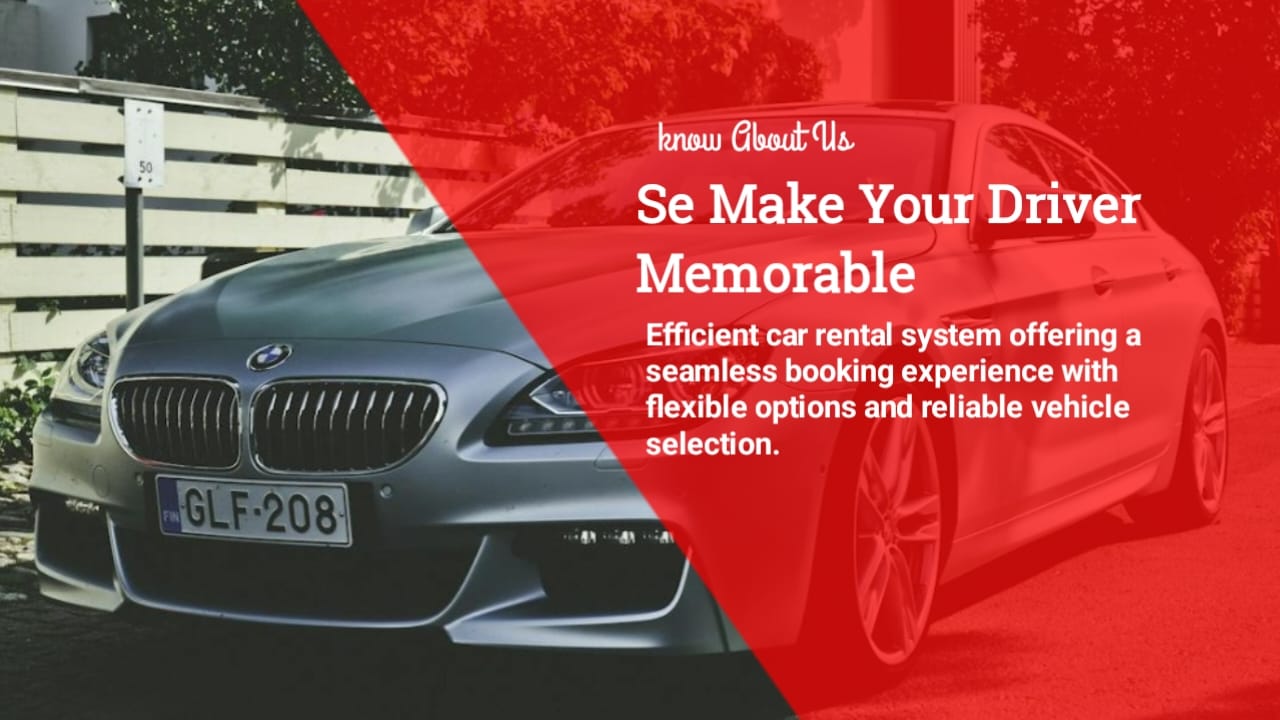 know About Us
Se Make Your Driver
Memorable
Efficient car rental system offering a
seamless booking experience with
flexible options and reliable vehicle
selection.
50
FIN GLF-208